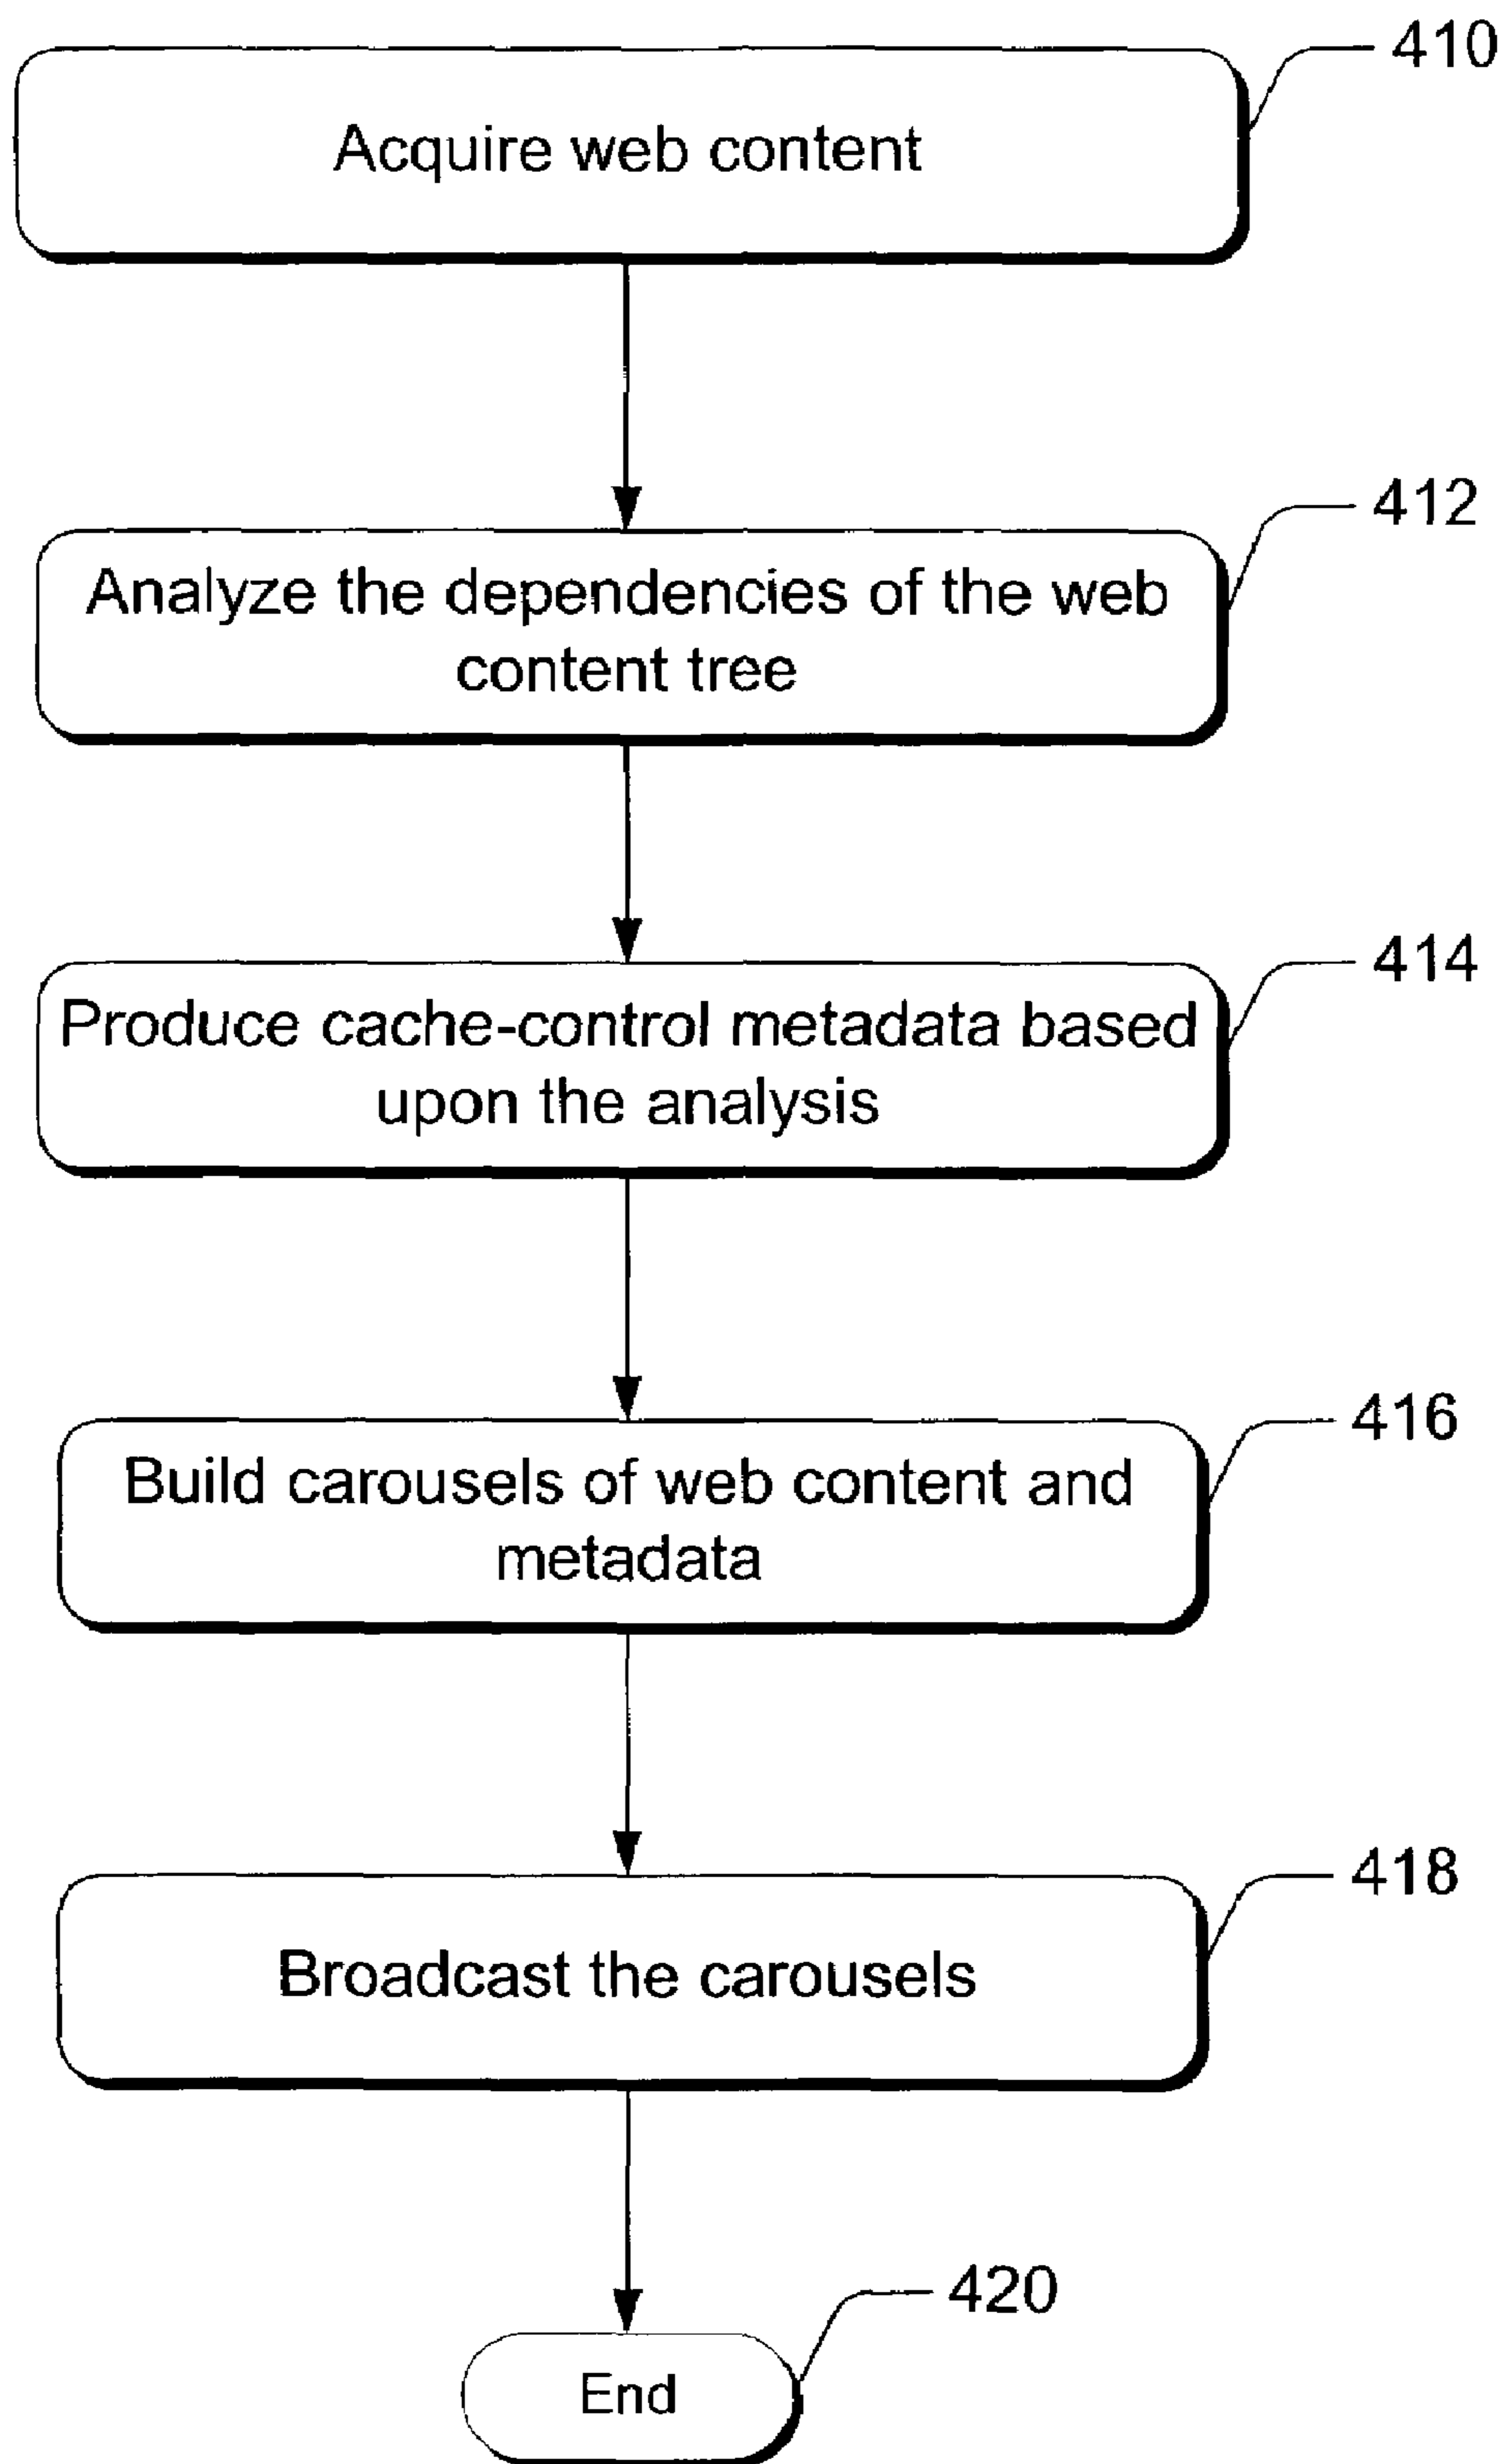 410
Acquire web content
412
Analyze the dependencies of the web
content tree
414
Produce cache-control metadata based
upon the analysis
416
Build carousels of web content and
metadata
418
Broadcast the carousels
420
End